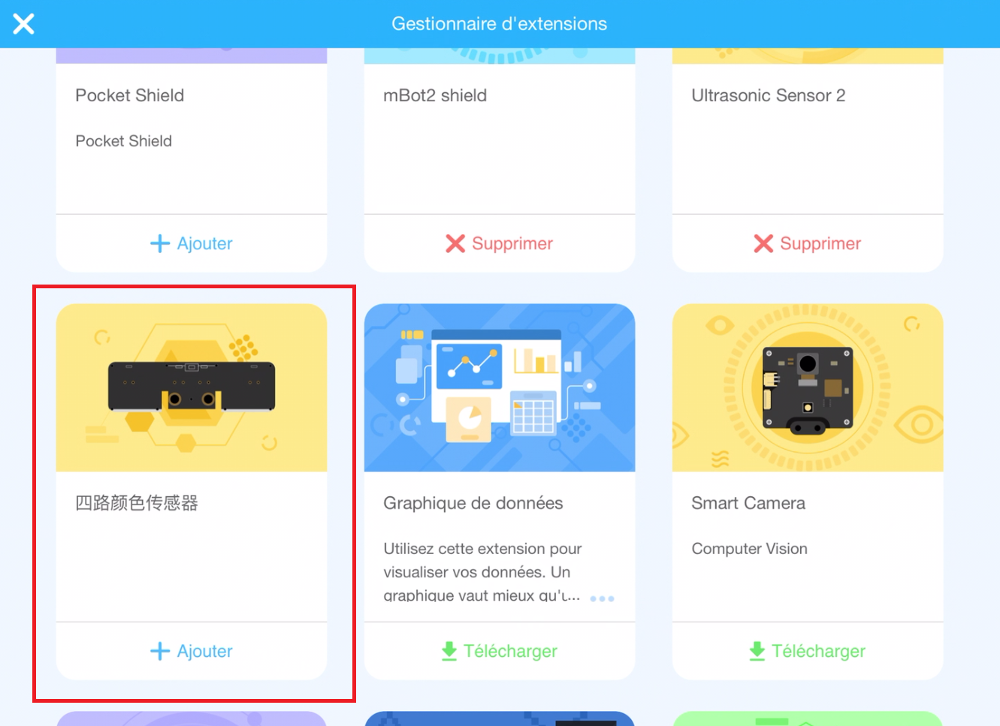 Gestionnaire d'extensions
Pocket Shield
Pocket Shield
Ajouter
mBot2 shield
Supprimer
Ultrasonic Sensor 2
Supprimer
四路颜色传感器
Ajouter
Graphique de données
Utilisez cette extension pour
visualiser vos données. Un
graphique vaut mieux qu'u...
Télécharger
Smart Camera
Computer Vision
Télécharger